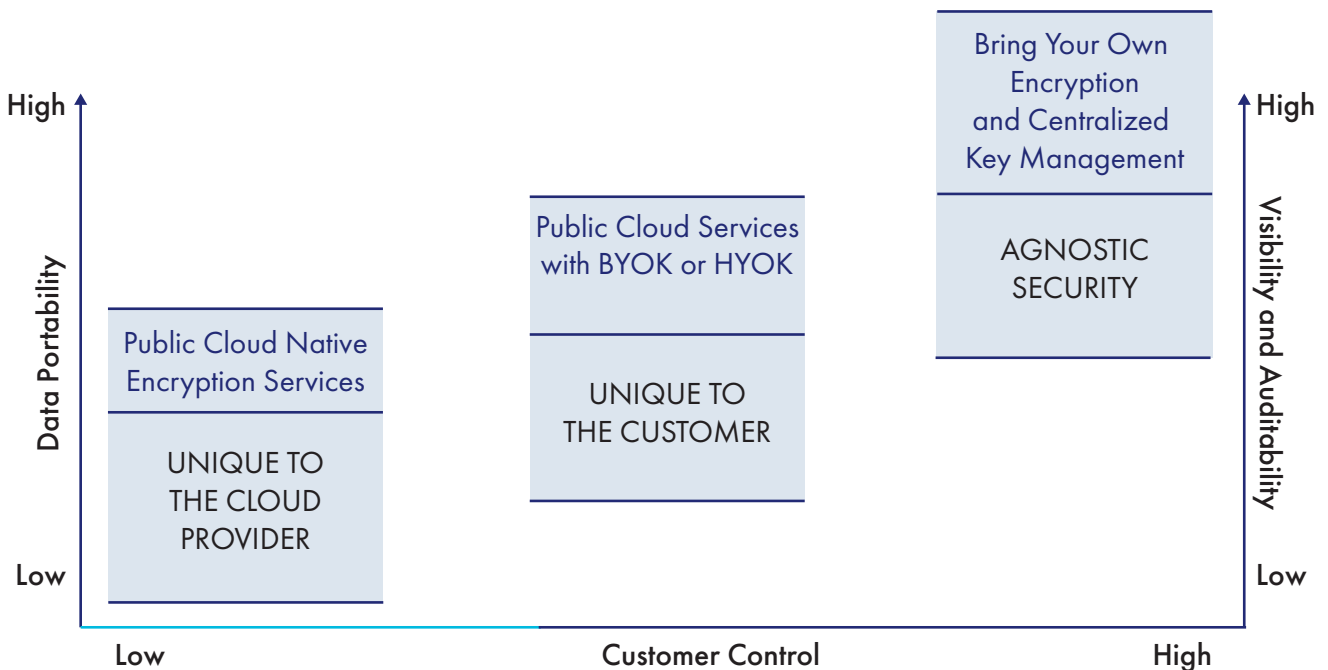 High
Data Portability
Low
Public Cloud Native
Encryption Services
UNIQUE TO
THE CLOUD
PROVIDER
Public Cloud Services
with BYOK or HYOK
UNIQUE TO
THE CUSTOMER
Bring Your Own
Encryption
and Centralized
Key Management
AGNOSTIC
SECURITY
High
Visibility and Auditability
Low
Low
Customer Control
High